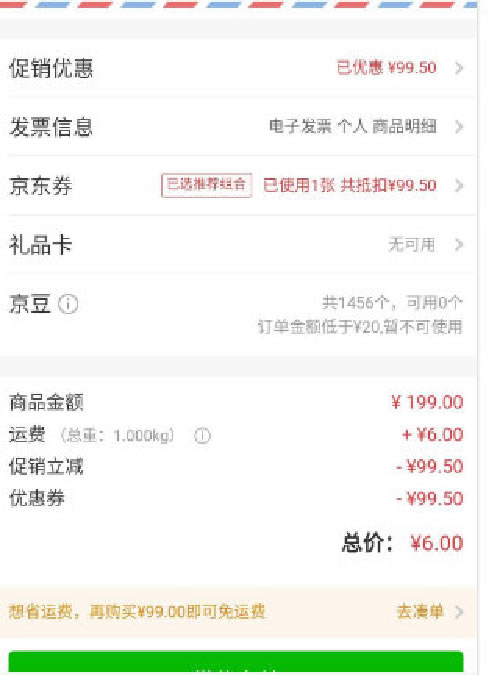 促销优惠 已优惠 ¥99.50
发票信息 电子发票 个人 商品明细
京东券 已选推荐组合 已使用1张 共抵扣¥99.50
礼品卡 无可用
京豆 共1456个，可用0个
订单金额低于¥20,暂不可使用
商品金额 ¥ 199.00
运费 （总重：1.000kg） + ¥6.00
促销立减 - ¥99.50
优惠券 - ¥99.50
总价： ¥6.00
想省运费，再购买¥99.00即可免运费 去凑单